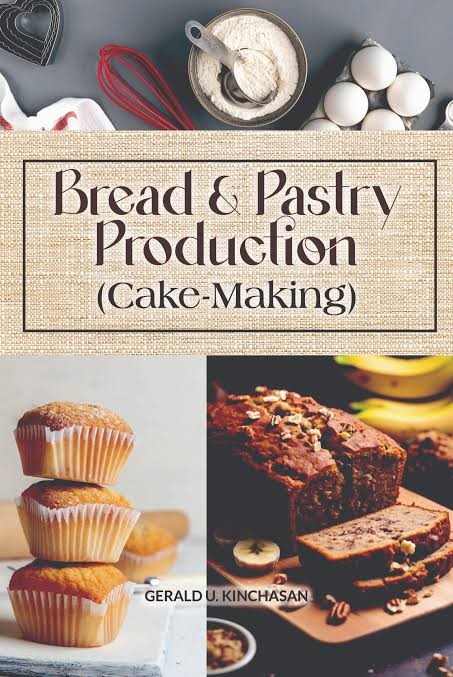 Bread & Pastry
Production
(Cake-Making)
GERALD U. KINCHASAN